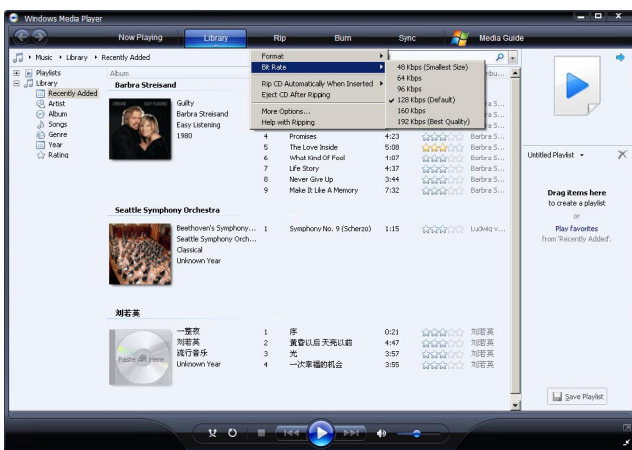 Windows Media Player
Now Playing Library Rip Burn Sync Media Guide
Music Library Recently Added
Format
Bit Rate
Rip CD Automatically When Inserted
Eject CD After Ripping
More Options...
Help with Ripping
48 Kbps (Smallest Size)
64 Kbps
96 Kbps
128 Kbps (Default)
160 Kbps
192 Kbps (Best Quality)
Playlists
Library
Recently Added
Artist
Album
Songs
Genre
Year
Rating
Album
Barbra Streisand
Guilty
Barbra Streisand
Easy Listening
1980
4 Promises 4:23 Barbra S...
5 The Love Inside 5:08 Barbra S...
6 What Kind Of Fool 4:07 Barbra S...
7 Life Story 4:37 Barbra S...
8 Never Give Up 3:44 Barbra S...
9 Make It Like A Memory 7:32 Barbra S...
Seattle Symphony Orchestra
Beethoven's Symphony... 1 Symphony No. 9 (Scherzo) 1:15 Ludwig v...
Seattle Symphony Orch...
Classical
Unknown Year
刘若英
Paste Art Here
一整夜 1 序 0:21 刘若英
刘若英 2 黄昏以后 天亮以前 4:47 刘若英
流行音乐 3 光 3:57 刘若英
Unknown Year 4 一次幸福的机会 3:55 刘若英
Untitled Playlist
Drag items here
to create a playlist
or
Play favorites
from 'Recently Added'.
Save Playlist